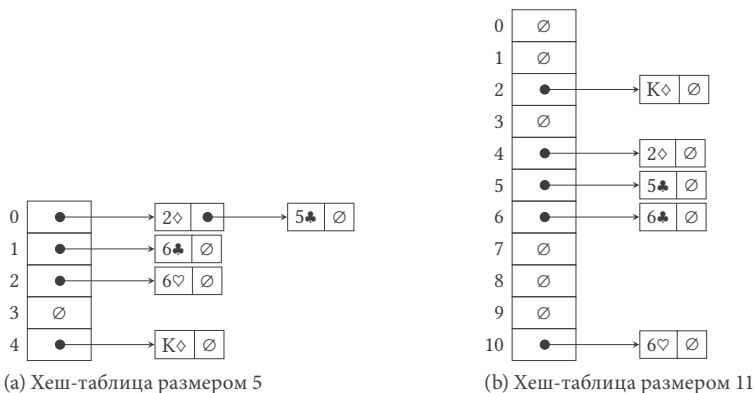 0 ∅
1 ∅
2 K♢ ∅
3 ∅
4 2♢ ∅
5 5♣ ∅
6 6♣ ∅
7 ∅
8 ∅
9 ∅
10 6♡ ∅
0 2♢ 5♣ ∅
1 6♣ ∅
2 6♡ ∅
3 ∅
4 K♢ ∅
(a) Хеш-таблица размером 5
(b) Хеш-таблица размером 11